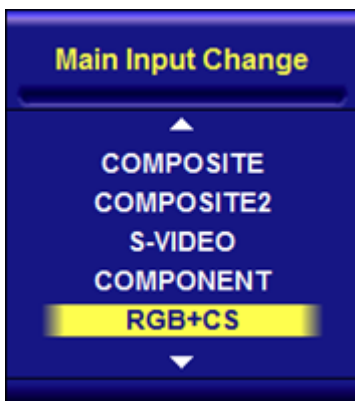 Main Input Change
COMPOSITE
COMPOSITE2
S-VIDEO
COMPONENT
RGB+CS